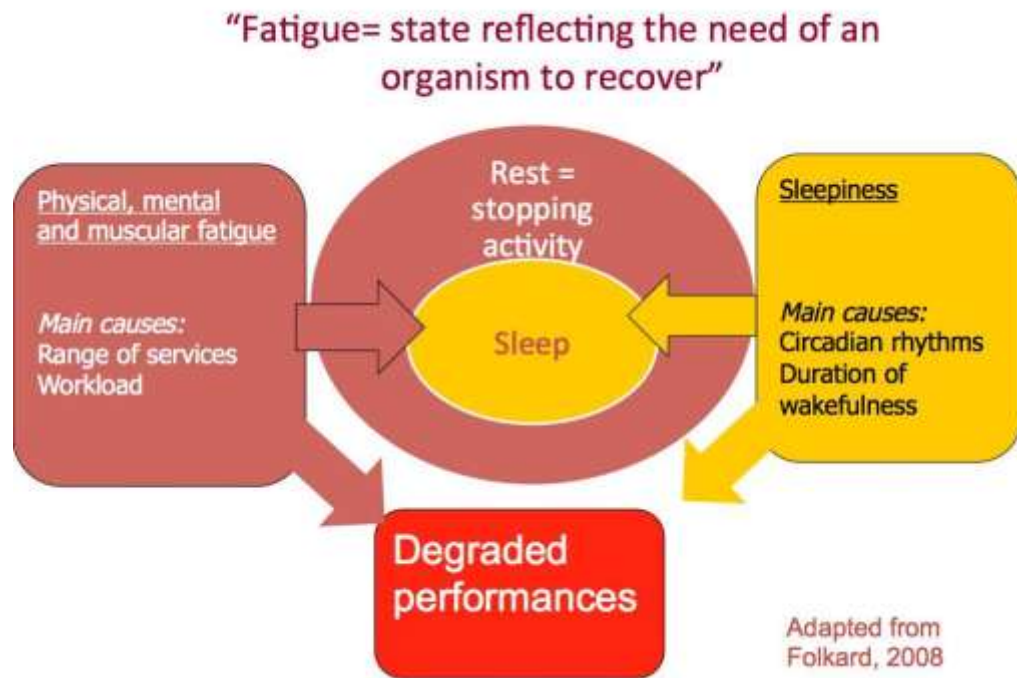 “Fatigue= state reflecting the need of an
organism to recover”
Physical, mental
and muscular fatigue
Main causes:
Range of services
Workload
Rest =
stopping
activity
Sleep
Sleepiness
Main causes:
Circadian rhythms
Duration of
wakefulness
Degraded
performances
Adapted from
Folkard, 2008